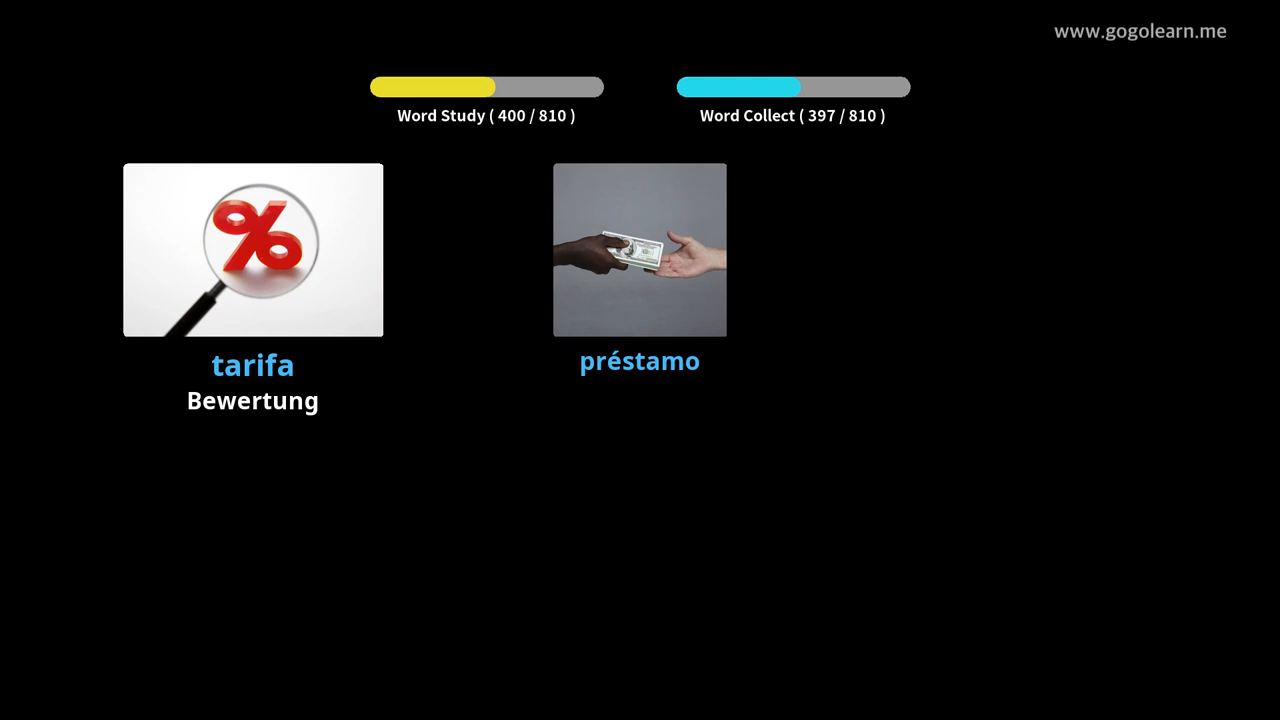 www.gogolearn.me
Word Study ( 400 / 810 )
Word Collect ( 397 / 810 )
%
tarifa
Bewertung
préstamo